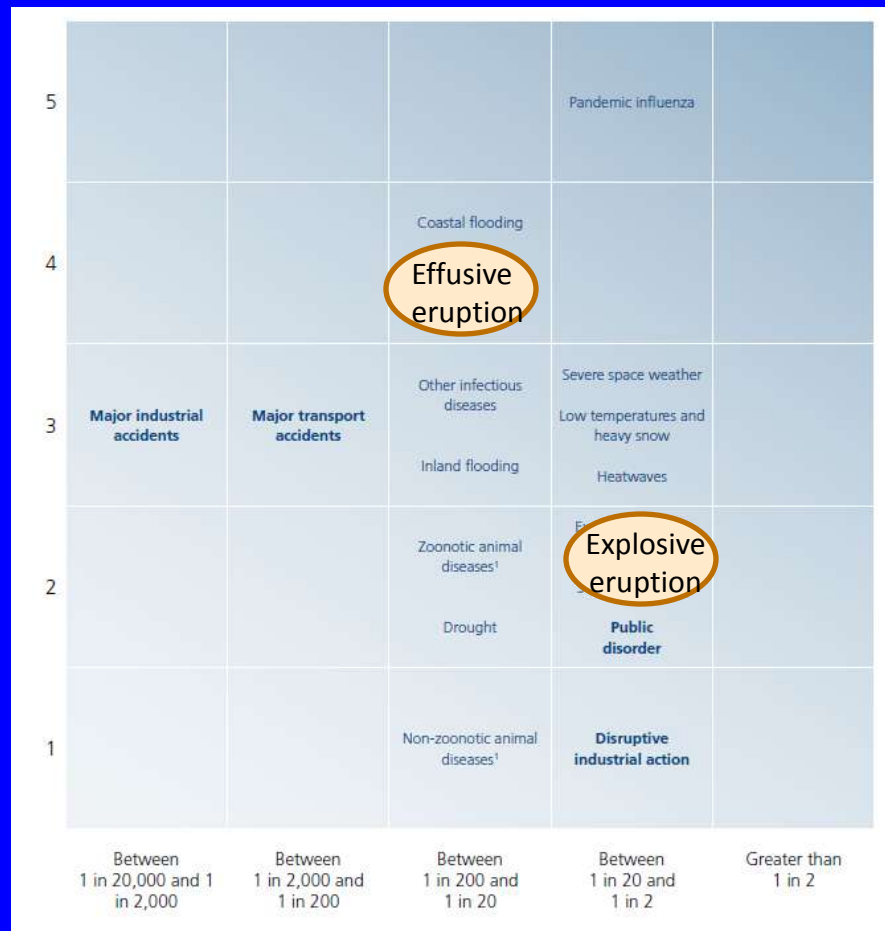 5
Pandemic influenza
Coastal flooding
4
Effusive
eruption
Other infectious
diseases
Severe space weather
3
Major industrial
accidents
Major transport
accidents
Low temperatures and
heavy snow
Inland flooding
Heatwaves
Zoonotic animal
diseases¹
Explosive
eruption
2
Drought
Public
disorder
1
Non-zoonotic animal
diseases¹
Disruptive
industrial action
Between
1 in 20,000 and 1
in 2,000
Between
1 in 2,000 and
1 in 200
Between
1 in 200 and
1 in 20
Between
1 in 20 and
1 in 2
Greater than
1 in 2